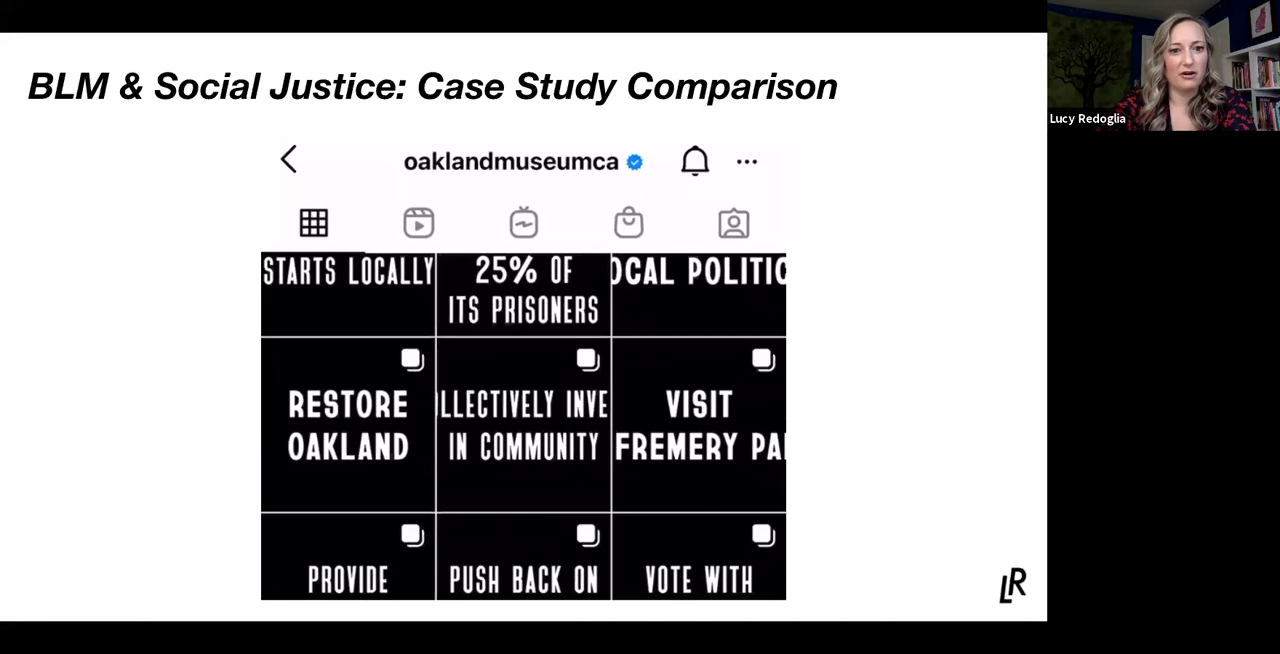 BLM & Social Justice: Case Study Comparison
Lucy Redoglia
oaklandmuseumca
STARTS LOCALLY
25% OF
ITS PRISONERS
OCAL POLITIC
RESTORE
OAKLAND
LLECTIVELY INVE
IN COMMUNITY
VISIT
FREMERY PA
PROVIDE
PUSH BACK ON
VOTE WITH
LR